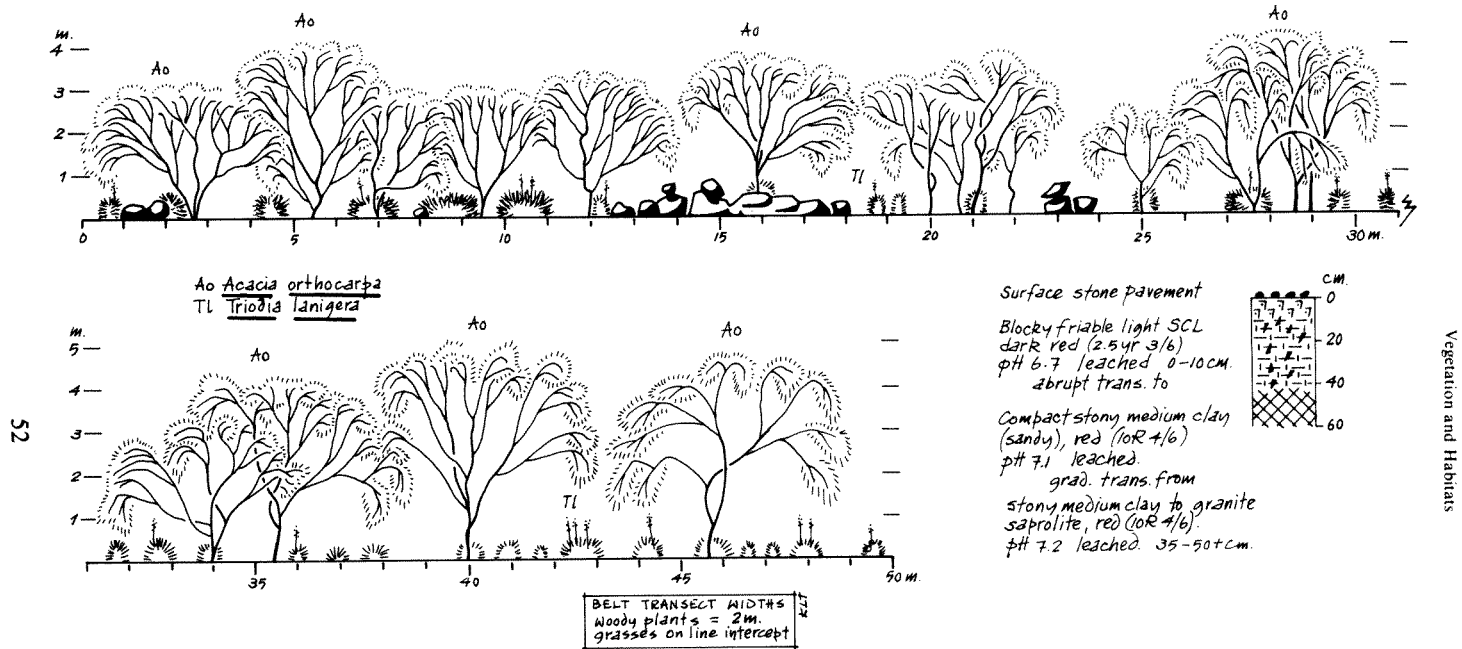 Ao
Ao
Ao
Ao
m.
4
3
2
1
Tl
0 5 10 15 20 25 30 m.
Ao Acacia orthocarpa
Tl Triodia lanigera
Surface stone pavement
Blocky friable light SCL
dark red (2.5 yr 3/6)
pH 6.7 leached 0-10 cm.
abrupt trans. to
Compact stony medium clay
(sandy), red (10R 4/6)
pH 7.1 leached.
grad. trans. from
stony medium clay to granite
saprolite, red (10R 4/6).
pH 7.2 leached. 35-50+cm.
cm.
0
20
40
60
m.
5
4
3
2
1
Ao
Ao
Ao
Tl
35 40 45 50 m.
BELT TRANSECT WIDTHS
woody plants = 2m.
grasses on line intercept
52
Vegetation and Habitats